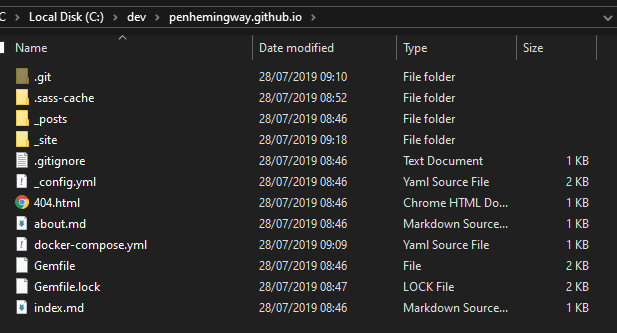 C > Local Disk (C:) > dev > penhemingway.github.io >
Name Date modified Type Size
.git 28/07/2019 09:10 File folder
.sass-cache 28/07/2019 08:52 File folder
_posts 28/07/2019 08:46 File folder
_site 28/07/2019 09:18 File folder
.gitignore 28/07/2019 08:46 Text Document 1 KB
_config.yml 28/07/2019 08:46 Yaml Source File 2 KB
404.html 28/07/2019 08:46 Chrome HTML Do... 1 KB
about.md 28/07/2019 08:46 Markdown Source... 1 KB
docker-compose.yml 28/07/2019 09:09 Yaml Source File 1 KB
Gemfile 28/07/2019 08:46 File 2 KB
Gemfile.lock 28/07/2019 08:47 LOCK File 2 KB
index.md 28/07/2019 08:46 Markdown Source... 1 KB